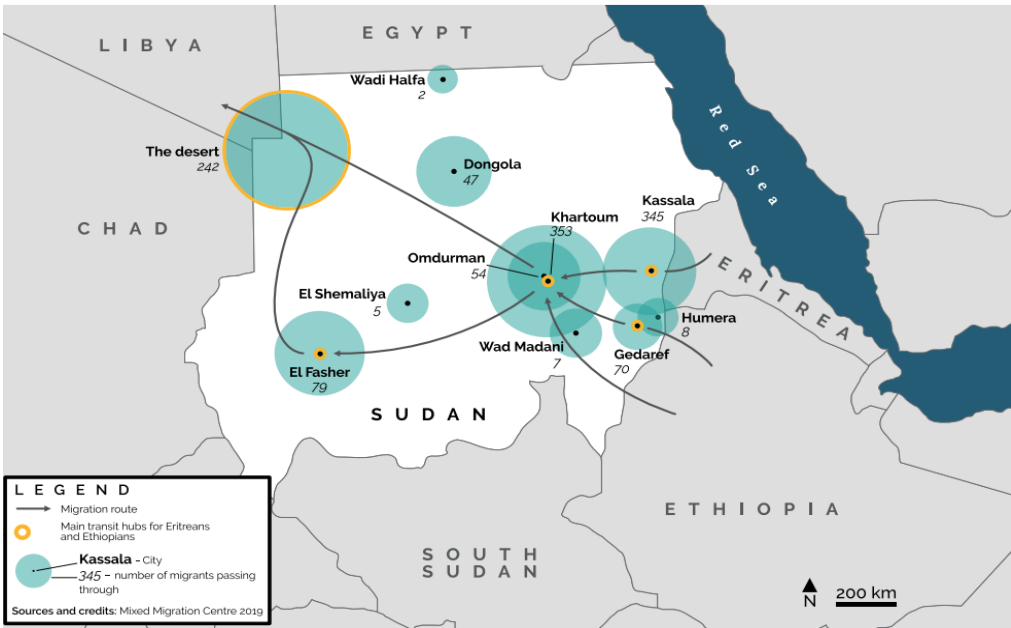 LIBYA
EGYPT
Wadi Halfa
2
Red Sea
The desert
242
Dongola
47
Kassala
345
CHAD
Khartoum
353
Omdurman
54
ERITREA
El Shemaliya
5
Humera
8
Wad Madani
7
Gedaref
70
El Fasher
79
SUDAN
LEGEND
Migration route
Main transit hubs for Eritreans
and Ethiopians
Kassala - City
345 - number of migrants passing
through
Sources and credits: Mixed Migration Centre 2019
ETHIOPIA
SOUTH
SUDAN
N
200 km